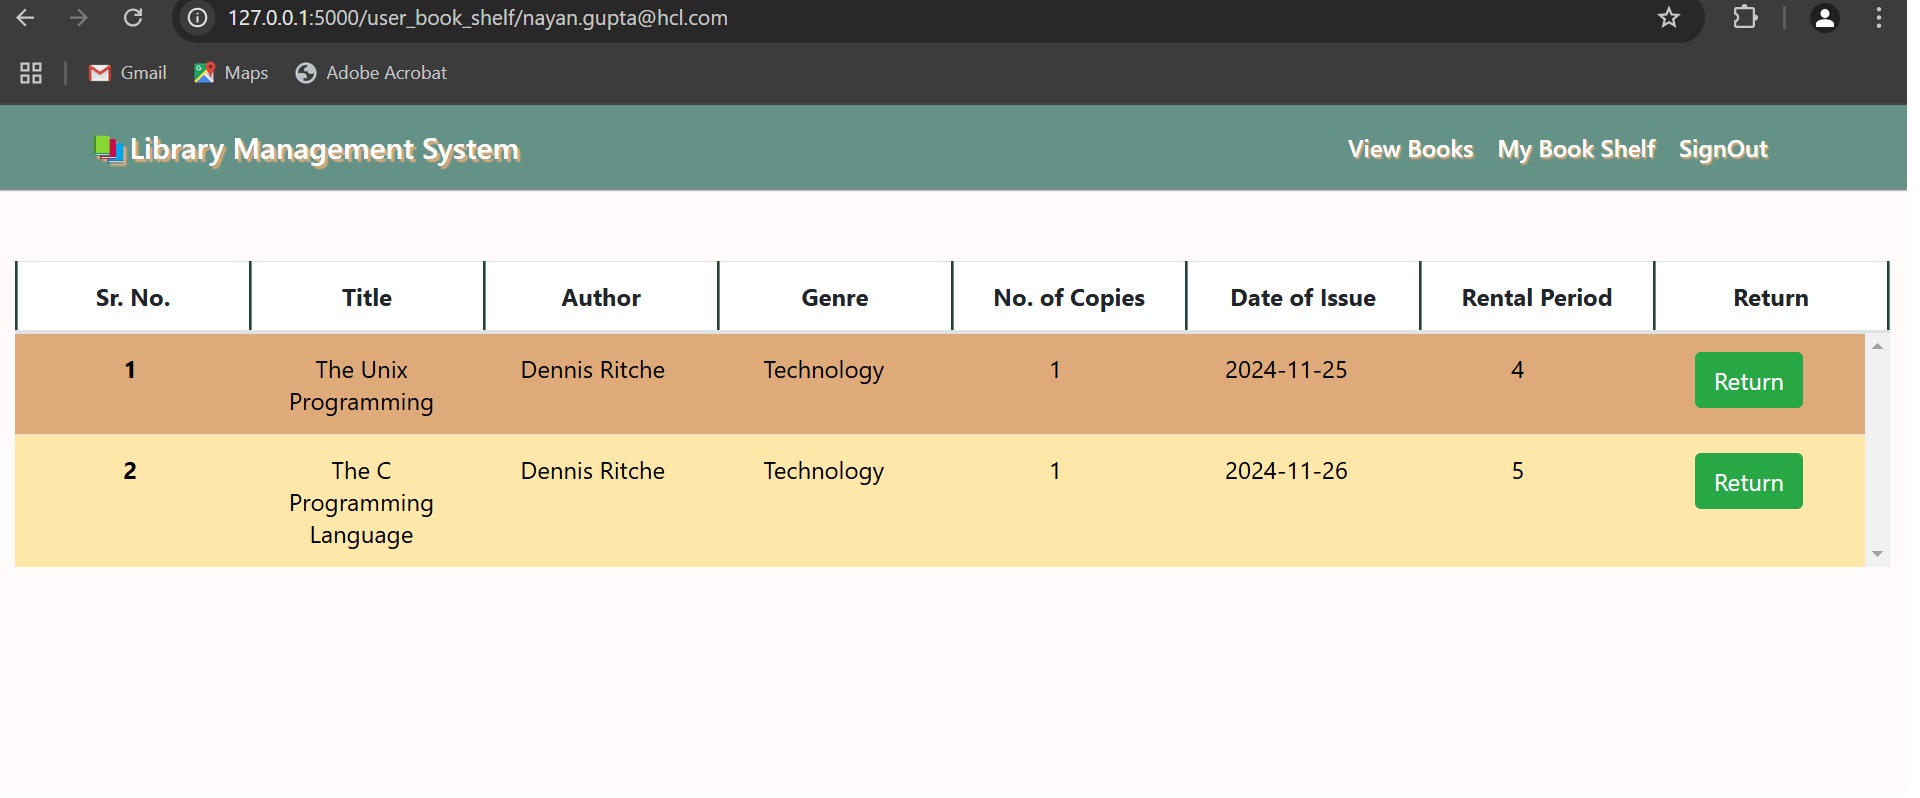 127.0.0.1:5000/user_book_shelf/nayan.gupta@hcl.com
Gmail Maps Adobe Acrobat
Library Management System View Books My Book Shelf SignOut
Sr. No. Title Author Genre No. of Copies Date of Issue Rental Period Return
1 The Unix Dennis Ritche Technology 1 2024-11-25 4 Return
Programming
2 The C Dennis Ritche Technology 1 2024-11-26 5 Return
Programming
Language